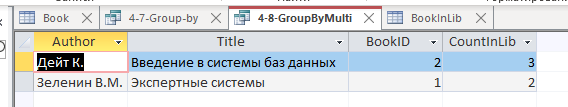 Book 4-7-Group-by 4-8-GroupByMulti BookInLib
Author Title BookID CountInLib
Дейт К. Введение в системы баз данных 2 3
Зеленин В.М. Экспертные системы 1 2